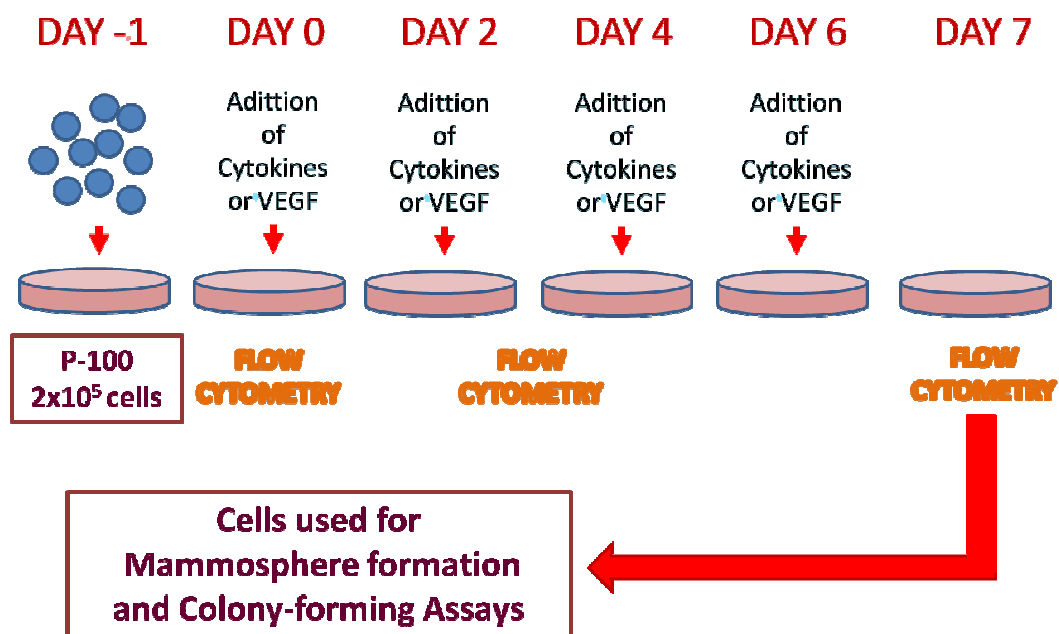 DAY -1
DAY 0
DAY 2
DAY 4
DAY 6
DAY 7
Adittion
of
Cytokines
or VEGF
Adittion
of
Cytokines
or VEGF
Adittion
of
Cytokines
or VEGF
Adittion
of
Cytokines
or VEGF
P-100
2x10⁵ cells
FLOW
CYTOMETRY
FLOW
CYTOMETRY
FLOW
CYTOMETRY
Cells used for
Mammosphere formation
and Colony-forming Assays